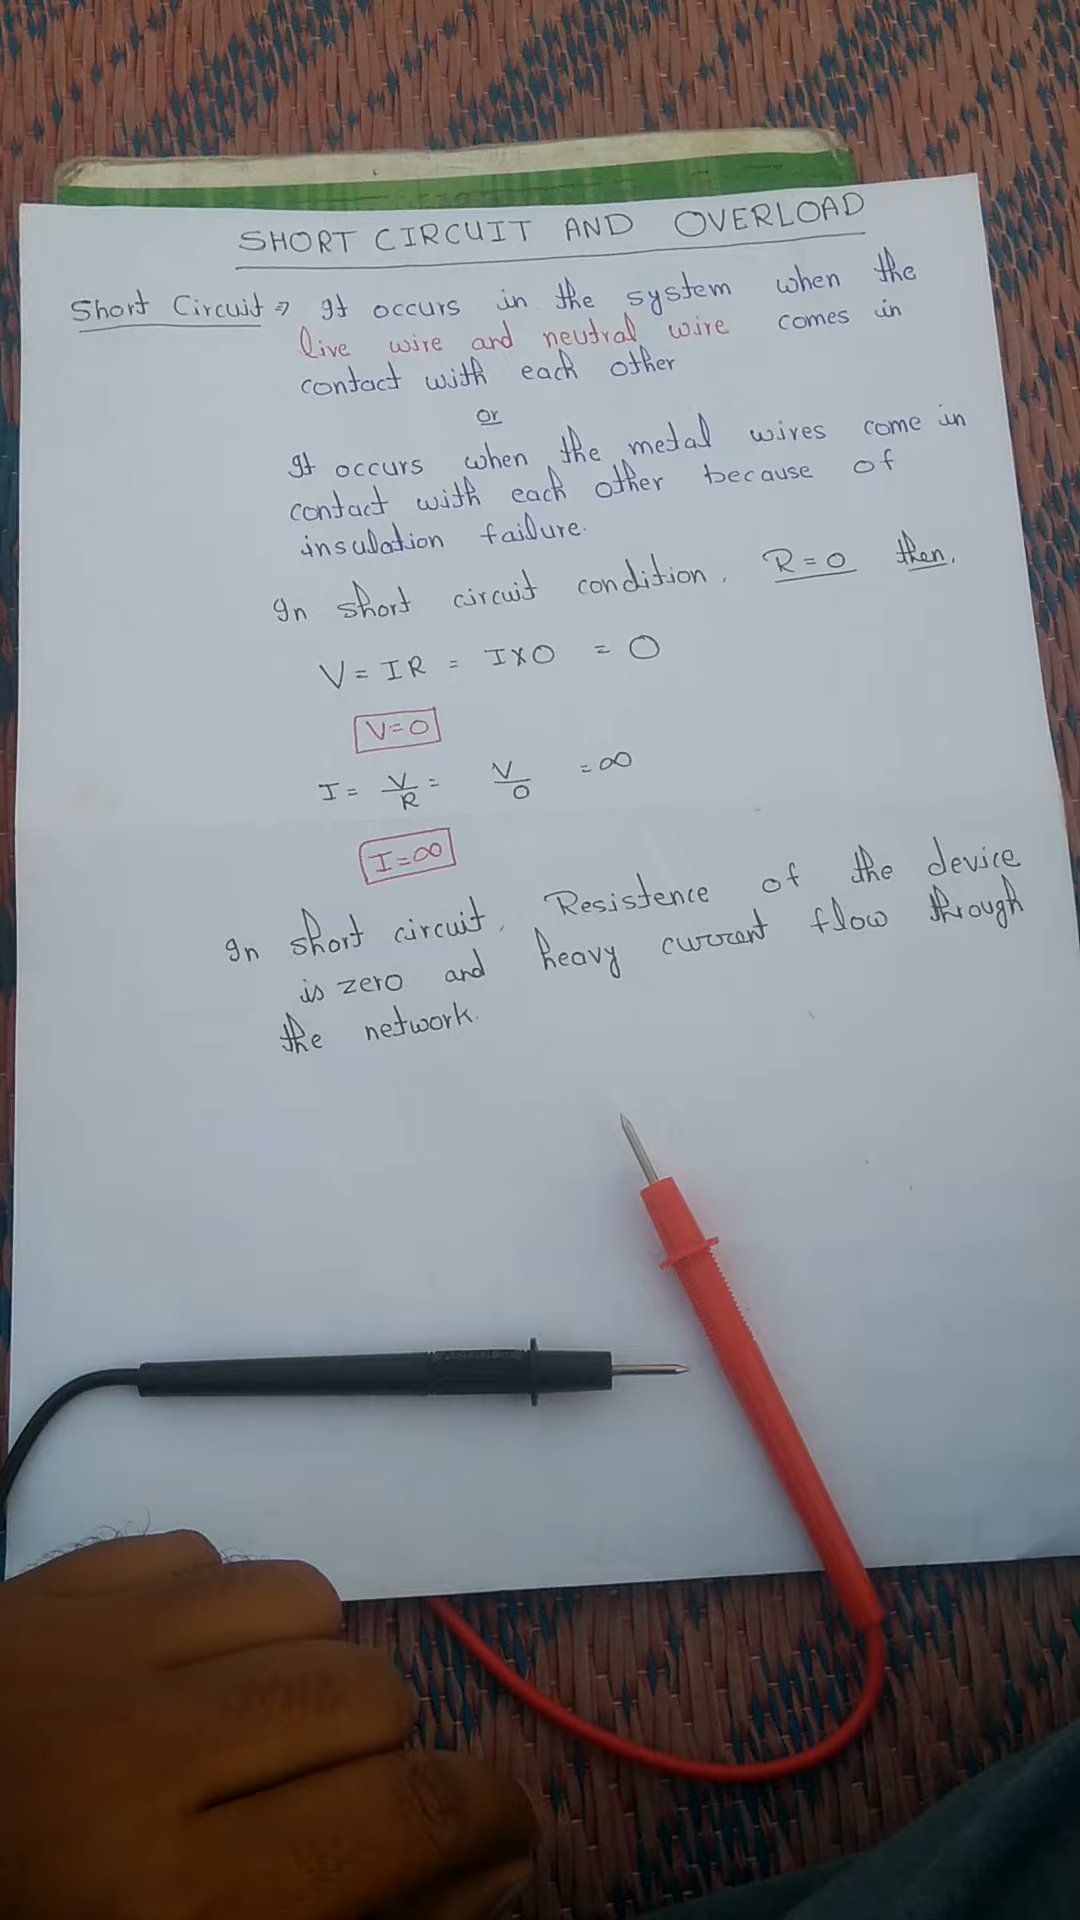 SHORT CIRCUIT AND OVERLOAD
Short Circuit ⇒ It occurs in the system when the
live wire and neutral wire comes in
contact with each other
or
It occurs when the metal wires come in
contact with each other because of
insulation failure.
In short circuit condition, R=0 then,
V = IR = I×0 = 0
V=0
I = V/R = V/0 = ∞
I=∞
In short circuit, Resistence of the device
is zero and heavy current flow through
the network.